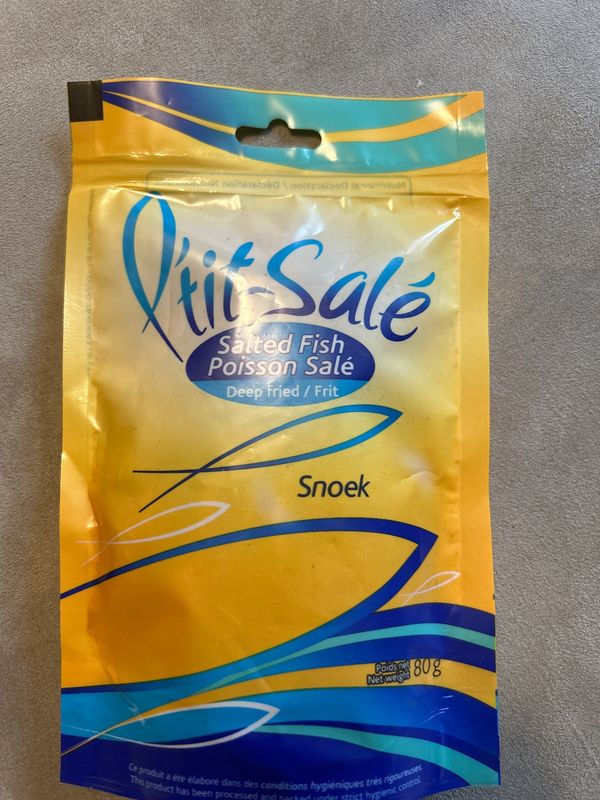 P'tit-Salé
Salted Fish
Poisson Salé
Deep fried / Frit
Snoek
Poids net
Net weight 80g
Ce produit a été élaboré dans des conditions hygiéniques très rigoureuses.
This product has been processed and packed under strict hygienic control.